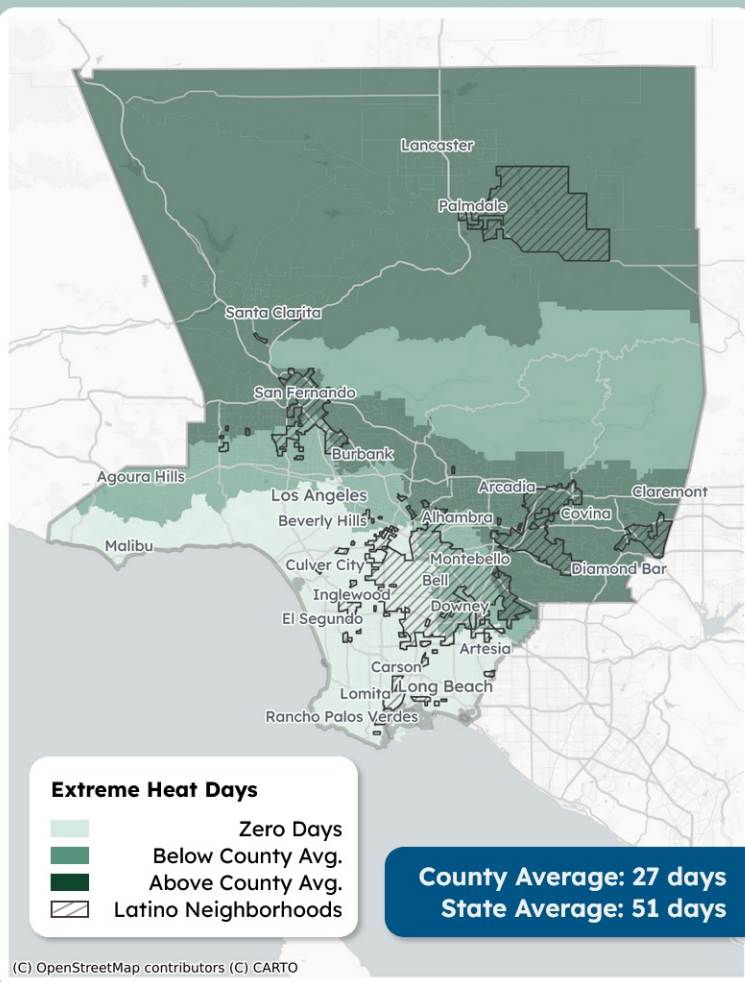 Lancaster
Palmdale
Santa Clarita
San Fernando
Burbank
Agoura Hills
Arcadia
Claremont
Los Angeles
Beverly Hills
Alhambra
Covina
Malibu
Culver City
Montebello
Diamond Bar
Bell
Inglewood
Downey
El Segundo
Artesia
Carson
Lomita
Long Beach
Rancho Palos Verdes
Extreme Heat Days
Zero Days
Below County Avg.
Above County Avg.
Latino Neighborhoods
County Average: 27 days
State Average: 51 days
(C) OpenStreetMap contributors (C) CARTO